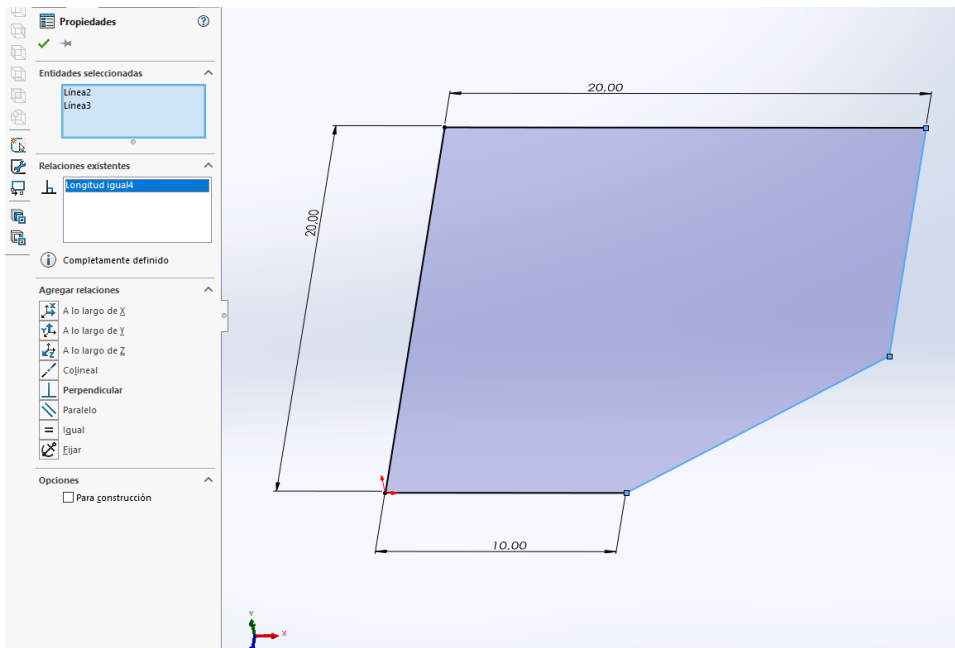 Propiedades
Entidades seleccionadas
Línea2
Línea3
Relaciones existentes
Longitud igual4
Completamente definido
Agregar relaciones
A lo largo de X
A lo largo de Y
A lo largo de Z
Colineal
Perpendicular
Paralelo
Igual
Fijar
Opciones
Para construcción
20,00
20,00
10,00
Y
X